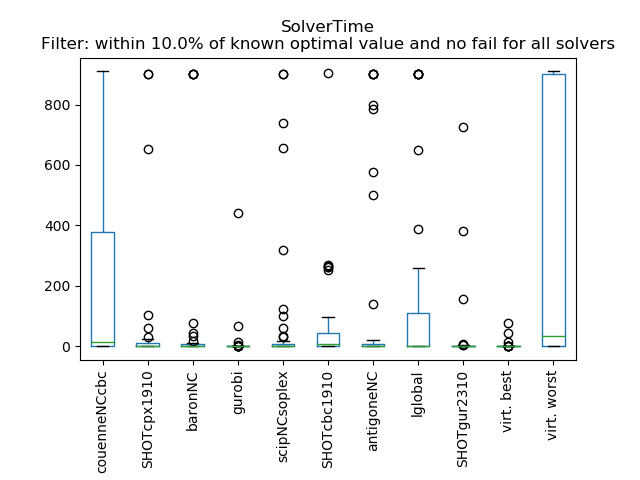 SolverTime
Filter: within 10.0% of known optimal value and no fail for all solvers
800
600
400
200
0
couenneNCcbc
SHOTcpx1910
baronNC
gurobi
scipNCsoplex
SHOTcbc1910
antigoneNC
lglobal
SHOTgur2310
virt. best
virt. worst